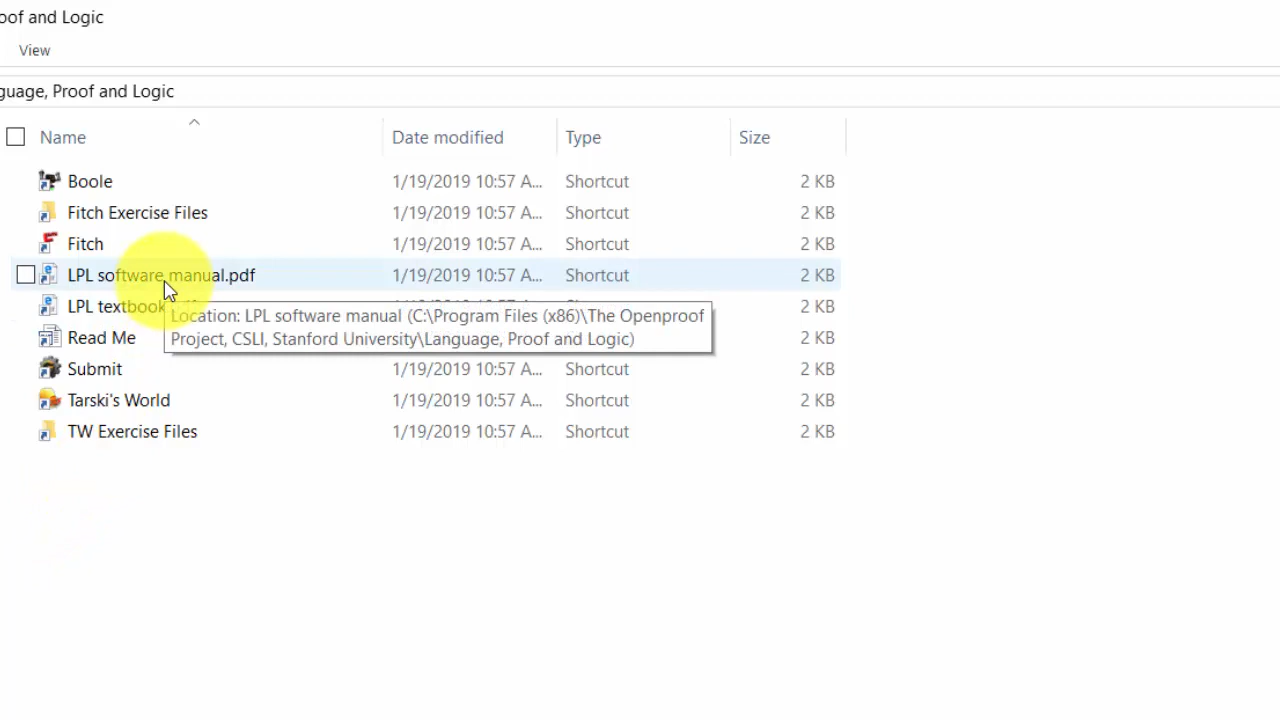 oof and Logic
View
guage, Proof and Logic
Name Date modified Type Size
Boole 1/19/2019 10:57 A... Shortcut 2 KB
Fitch Exercise Files 1/19/2019 10:57 A... Shortcut 2 KB
Fitch 1/19/2019 10:57 A... Shortcut 2 KB
LPL software manual.pdf 1/19/2019 10:57 A... Shortcut 2 KB
LPL textbook 2 KB
Location: LPL software manual (C:\Program Files (x86)\The Openproof
Project, CSLI, Stanford University\Language, Proof and Logic)
Read Me 2 KB
Submit 1/19/2019 10:57 A... Shortcut 2 KB
Tarski's World 1/19/2019 10:57 A... Shortcut 2 KB
TW Exercise Files 1/19/2019 10:57 A... Shortcut 2 KB